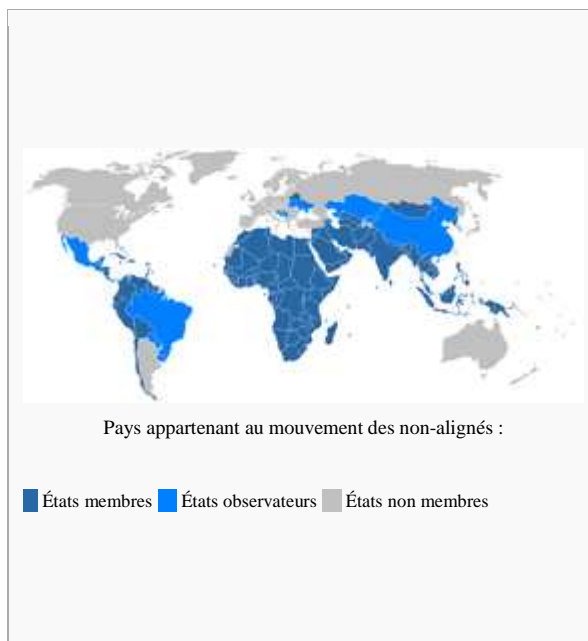 Pays appartenant au mouvement des non-alignés :
États membres États observateurs États non membres